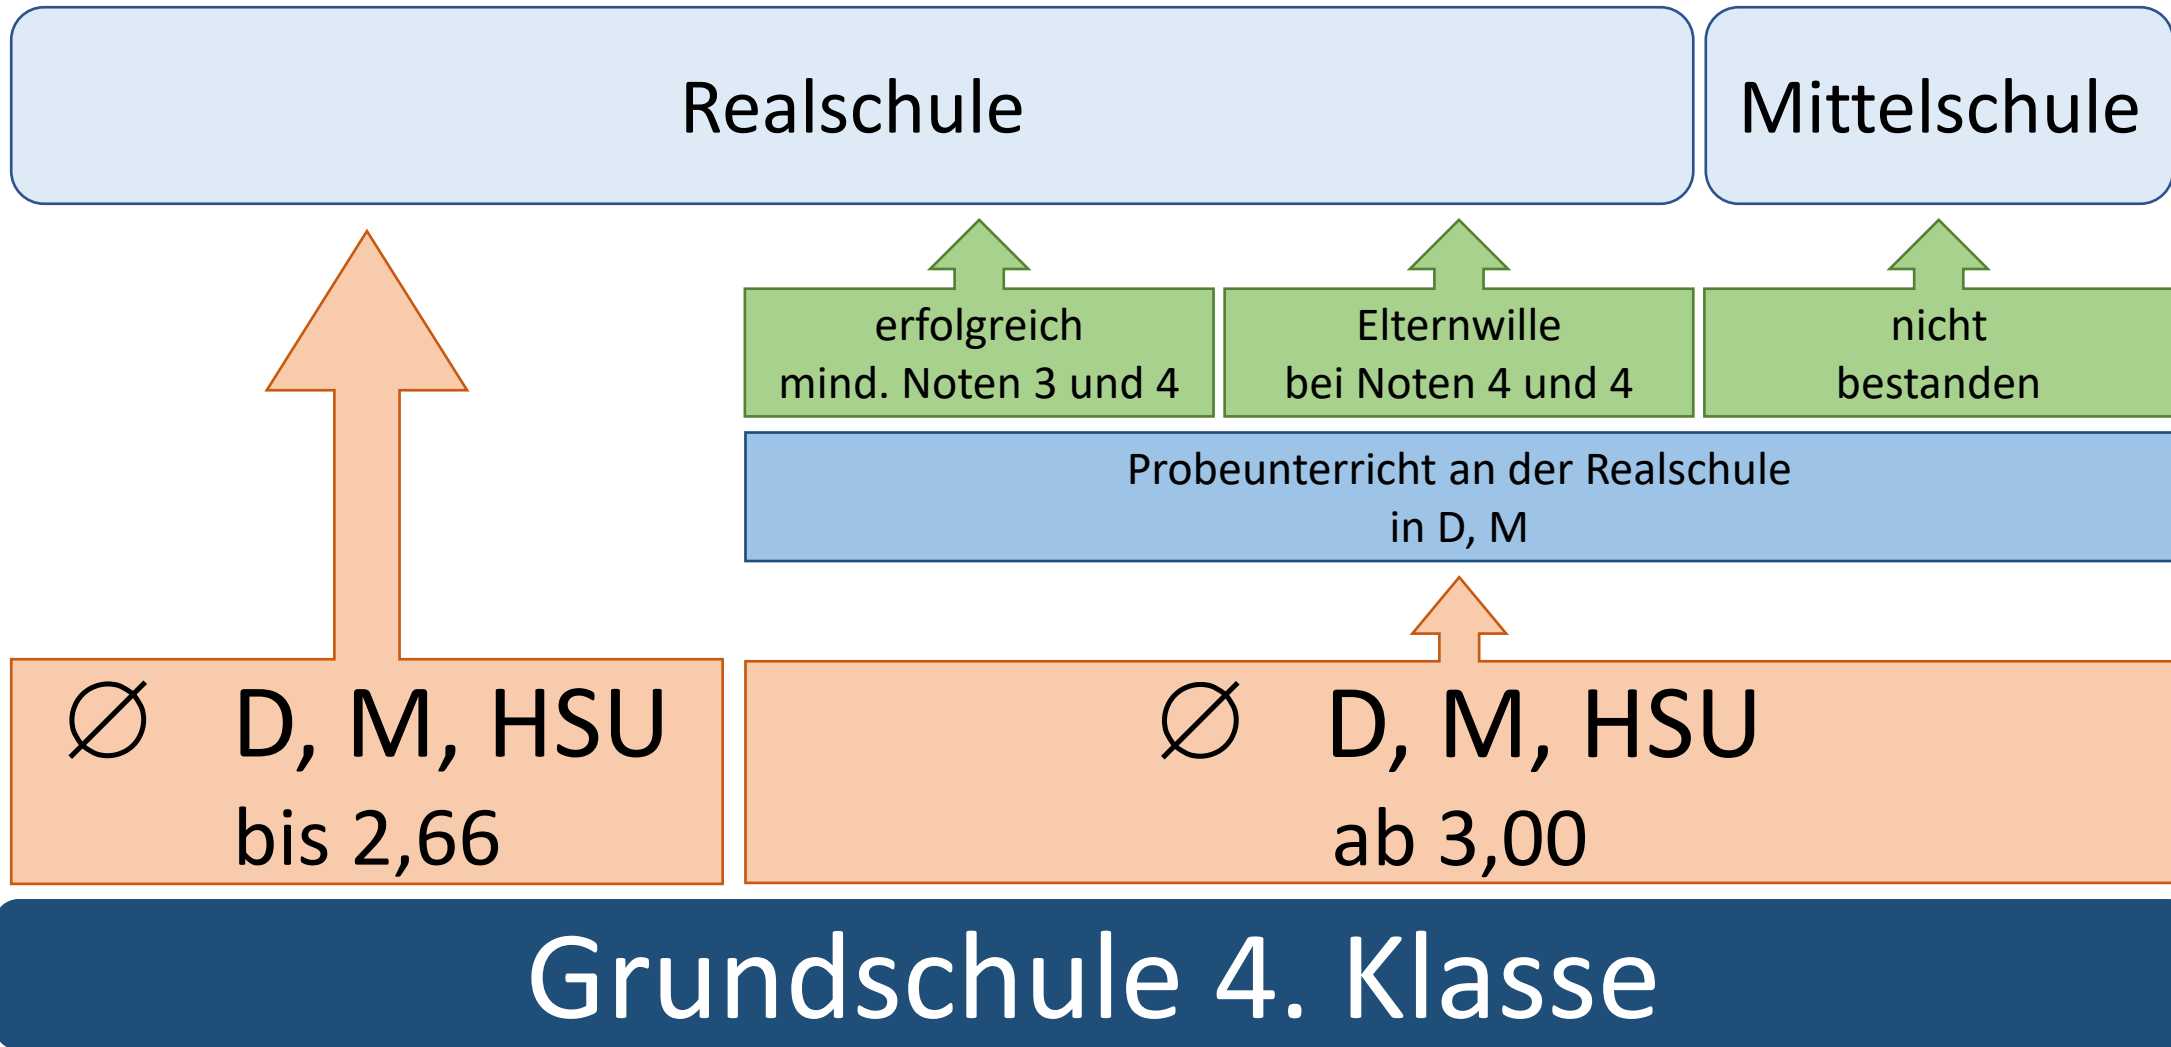 Realschule
Mittelschule
erfolgreich
mind. Noten 3 und 4
Elternwille
bei Noten 4 und 4
nicht
bestanden
Probeunterricht an der Realschule
in D, M
∅ D, M, HSU
bis 2,66
∅ D, M, HSU
ab 3,00
Grundschule 4. Klasse